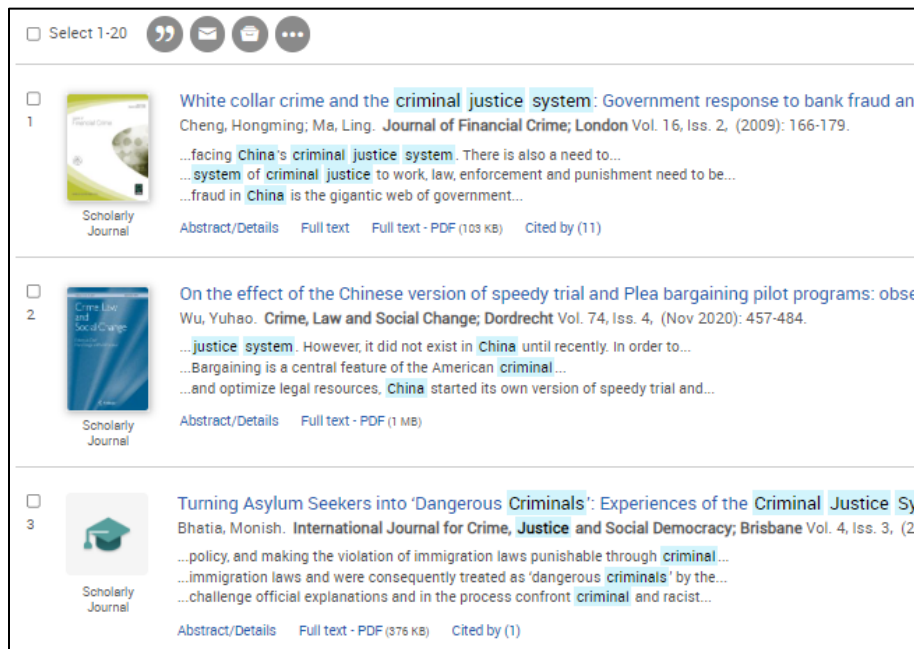 Select 1-20
1
White collar crime and the criminal justice system: Government response to bank fraud an
Cheng, Hongming; Ma, Ling. Journal of Financial Crime; London Vol. 16, Iss. 2, (2009): 166-179.
...facing China's criminal justice system. There is also a need to...
...system of criminal justice to work, law, enforcement and punishment need to be...
...fraud in China is the gigantic web of government...
Financial Crime
Scholarly
Journal
Abstract/Details Full text Full text - PDF (103 KB) Cited by (11)
2
On the effect of the Chinese version of speedy trial and Plea bargaining pilot programs: obse
Wu, Yuhao. Crime, Law and Social Change; Dordrecht Vol. 74, Iss. 4, (Nov 2020): 457-484.
...justice system. However, it did not exist in China until recently. In order to...
...Bargaining is a central feature of the American criminal...
...and optimize legal resources, China started its own version of speedy trial and...
Crime, Law
and
Social Change
Scholarly
Journal
Abstract/Details Full text - PDF (1 MB)
3
Turning Asylum Seekers into 'Dangerous Criminals': Experiences of the Criminal Justice Sy
Bhatia, Monish. International Journal for Crime, Justice and Social Democracy; Brisbane Vol. 4, Iss. 3, (2
...policy, and making the violation of immigration laws punishable through criminal...
...immigration laws and were consequently treated as 'dangerous criminals' by the...
...challenge official explanations and in the process confront criminal and racist...
Scholarly
Journal
Abstract/Details Full text - PDF (376 KB) Cited by (1)